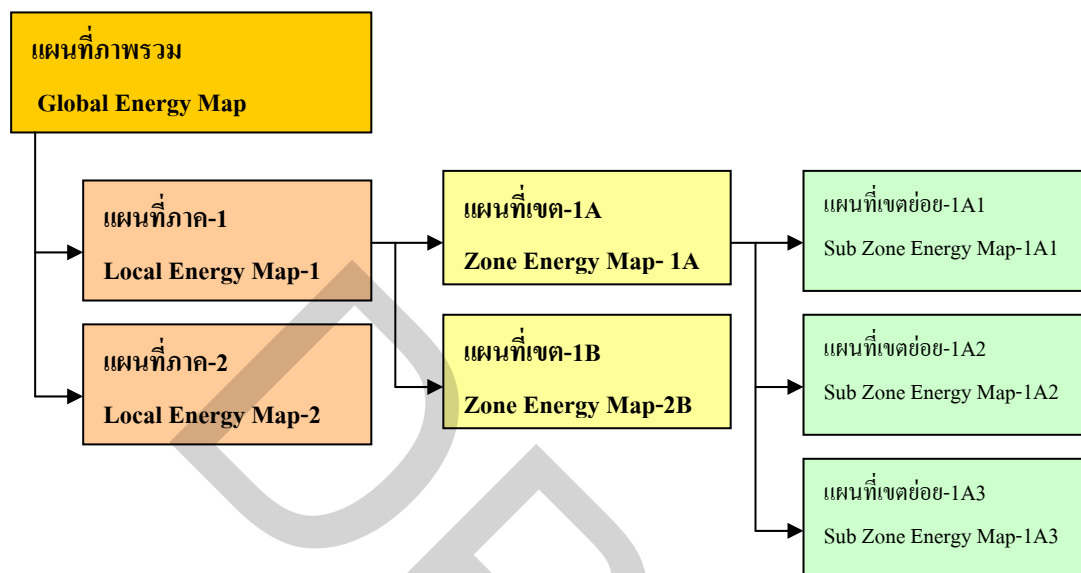 แผนที่ภาพรวม
Global Energy Map
แผนที่ภาค-1
Local Energy Map-1
แผนที่ภาค-2
Local Energy Map-2
แผนที่เขต-1A
Zone Energy Map- 1A
แผนที่เขต-1B
Zone Energy Map-2B
แผนที่เขตย่อย-1A1
Sub Zone Energy Map-1A1
แผนที่เขตย่อย-1A2
Sub Zone Energy Map-1A2
แผนที่เขตย่อย-1A3
Sub Zone Energy Map-1A3